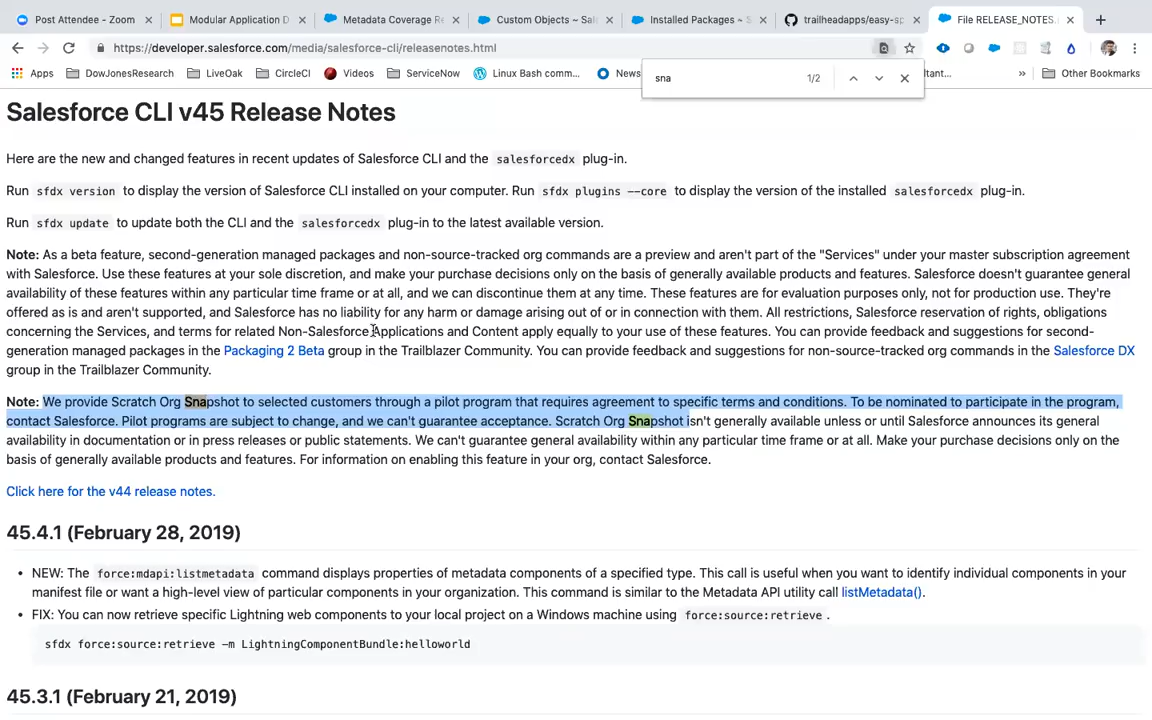 Post Attendee - Zoom
Modular Application D
Metadata Coverage Re
Custom Objects ~ Sal
Installed Packages ~ S
trailheadapps/easy-sp
File RELEASE_NOTES.
https://developer.salesforce.com/media/salesforce-cli/releasenotes.html
Apps DowJonesResearch LiveOak CircleCI Videos ServiceNow Linux Bash comm... News tant... » Other Bookmarks
sna 1/2
Salesforce CLI v45 Release Notes
Here are the new and changed features in recent updates of Salesforce CLI and the salesforcedx plug-in.
Run sfdx version to display the version of Salesforce CLI installed on your computer. Run sfdx plugins --core to display the version of the installed salesforcedx plug-in.
Run sfdx update to update both the CLI and the salesforcedx plug-in to the latest available version.
Note: As a beta feature, second-generation managed packages and non-source-tracked org commands are a preview and aren't part of the "Services" under your master subscription agreement
with Salesforce. Use these features at your sole discretion, and make your purchase decisions only on the basis of generally available products and features. Salesforce doesn't guarantee general
availability of these features within any particular time frame or at all, and we can discontinue them at any time. These features are for evaluation purposes only, not for production use. They're
offered as is and aren't supported, and Salesforce has no liability for any harm or damage arising out of or in connection with them. All restrictions, Salesforce reservation of rights, obligations
concerning the Services, and terms for related Non-Salesforce Applications and Content apply equally to your use of these features. You can provide feedback and suggestions for second-
generation managed packages in the Packaging 2 Beta group in the Trailblazer Community. You can provide feedback and suggestions for non-source-tracked org commands in the Salesforce DX
group in the Trailblazer Community.
Note: We provide Scratch Org Snapshot to selected customers through a pilot program that requires agreement to specific terms and conditions. To be nominated to participate in the program,
contact Salesforce. Pilot programs are subject to change, and we can't guarantee acceptance. Scratch Org Snapshot isn't generally available unless or until Salesforce announces its general
availability in documentation or in press releases or public statements. We can't guarantee general availability within any particular time frame or at all. Make your purchase decisions only on the
basis of generally available products and features. For information on enabling this feature in your org, contact Salesforce.
Click here for the v44 release notes.
45.4.1 (February 28, 2019)
• NEW: The force:mdapi:listmetadata command displays properties of metadata components of a specified type. This call is useful when you want to identify individual components in your
manifest file or want a high-level view of particular components in your organization. This command is similar to the Metadata API utility call listMetadata().
• FIX: You can now retrieve specific Lightning web components to your local project on a Windows machine using force:source:retrieve .
sfdx force:source:retrieve -m LightningComponentBundle:helloworld
45.3.1 (February 21, 2019)